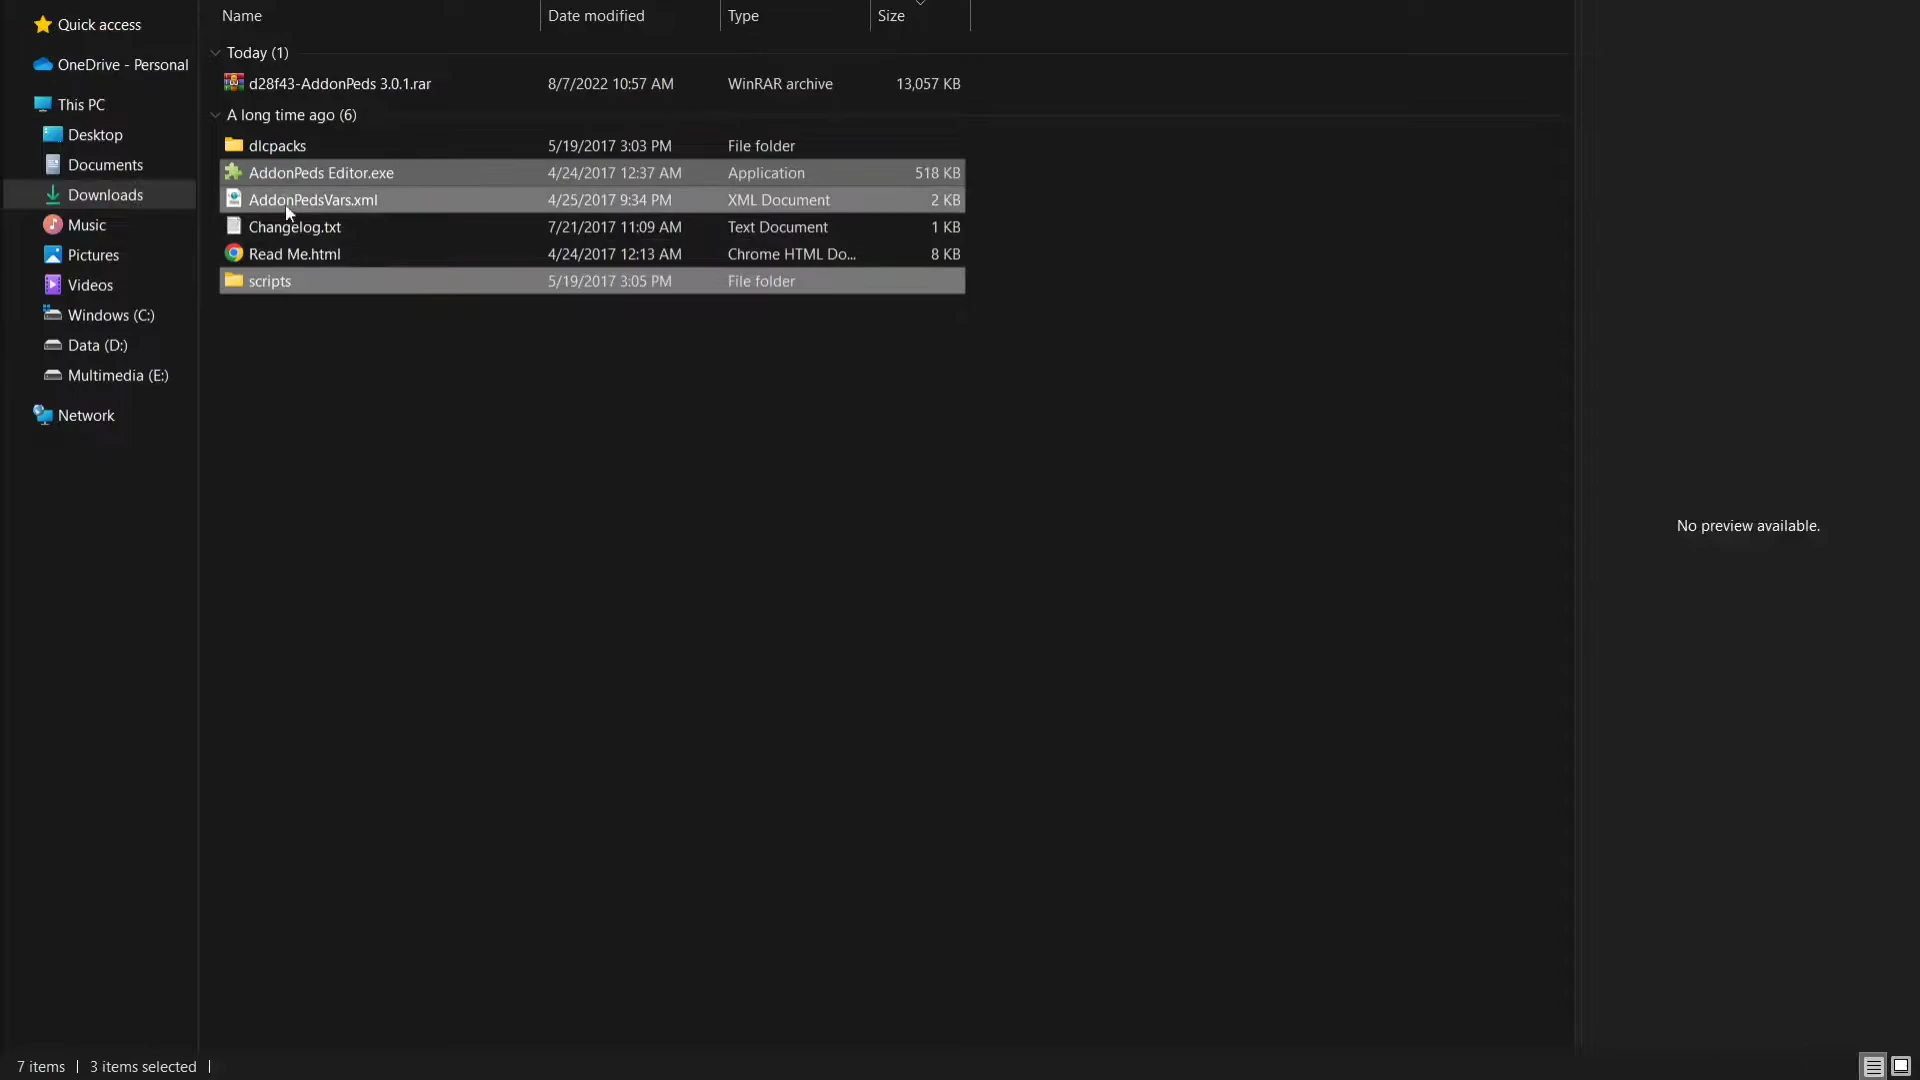 Name Date modified Type Size
Quick access
Today (1)
OneDrive - Personal
d28f43-AddonPeds 3.0.1.rar 8/7/2022 10:57 AM WinRAR archive 13,057 KB
This PC
A long time ago (6)
Desktop
dlcpacks 5/19/2017 3:03 PM File folder
Documents
AddonPeds Editor.exe 4/24/2017 12:37 AM Application 518 KB
Downloads
AddonPedsVars.xml 4/25/2017 9:34 PM XML Document 2 KB
Music
Changelog.txt 7/21/2017 11:09 AM Text Document 1 KB
Pictures
Read Me.html 4/24/2017 12:13 AM Chrome HTML Do... 8 KB
Videos
scripts 5/19/2017 3:05 PM File folder
Windows (C:)
Data (D:)
Multimedia (E:)
Network
No preview available.
7 items | 3 items selected |